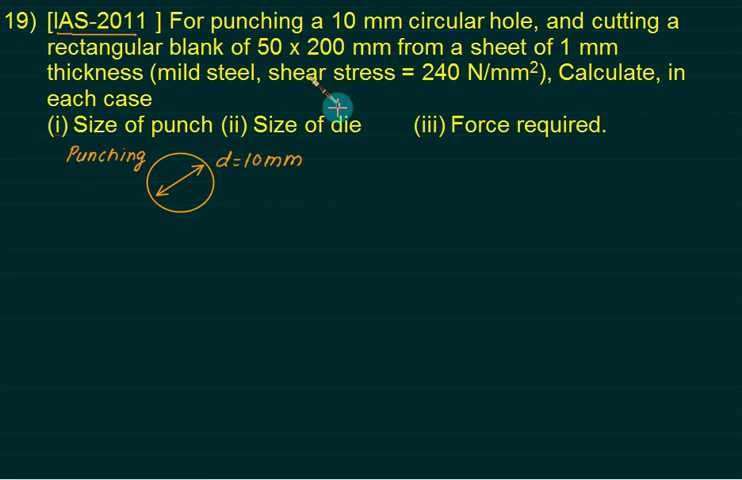 19) [IAS-2011 ] For punching a 10 mm circular hole, and cutting a
rectangular blank of 50 x 200 mm from a sheet of 1 mm
thickness (mild steel, shear stress = 240 N/mm²), Calculate, in
each case
(i) Size of punch (ii) Size of die (iii) Force required.
Punching d=10mm